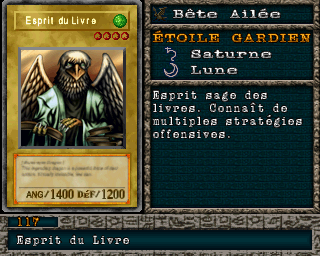 Esprit du Livre
ANG/1400 DÉF/1200
Bête Ailée
ÉTOILE GARDIEN
Saturne
Lune
Esprit sage des
livres. Connaît de
multiples stratégies
offensives.
117
Esprit du Livre